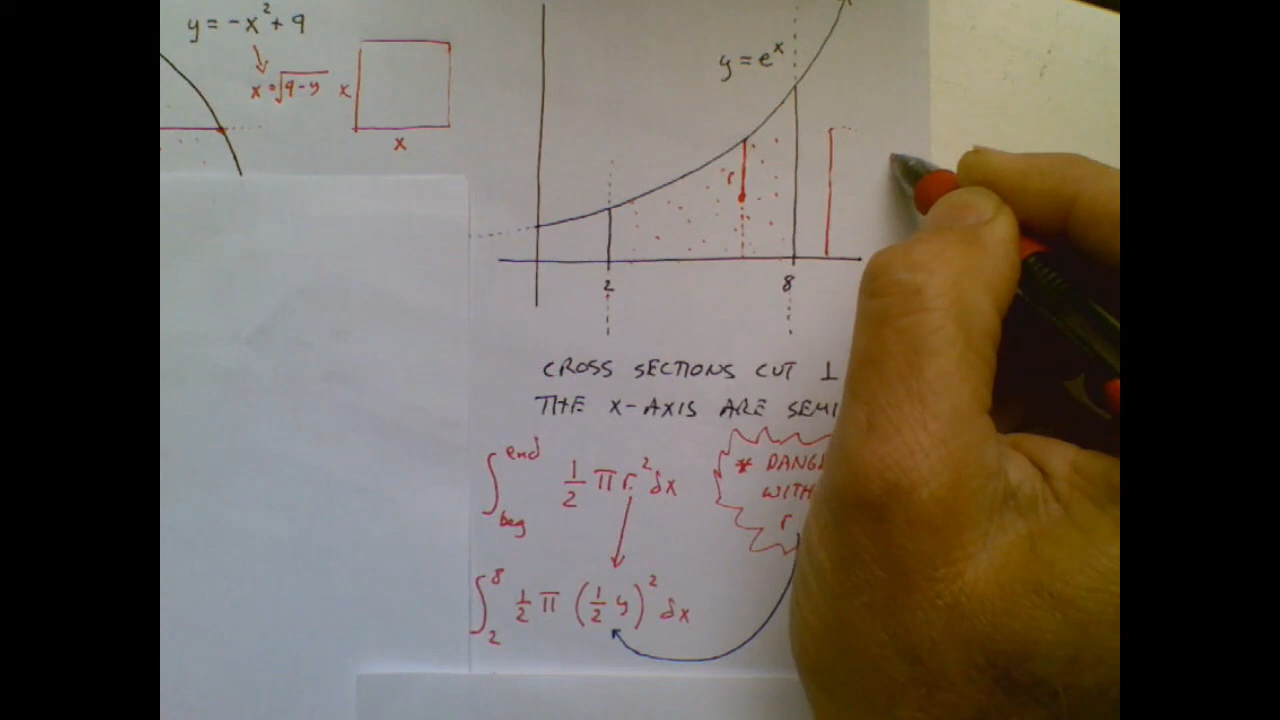 y = -x² + 9
x = √9-y
x
x
y = eˣ
r
2
8
CROSS SECTIONS CUT ⊥
THE X-AXIS ARE SEMI
∫ end beg 1/2 π r² dx
* DANG
WITH
r
∫ 8 2 1/2 π (1/2 y)² dx